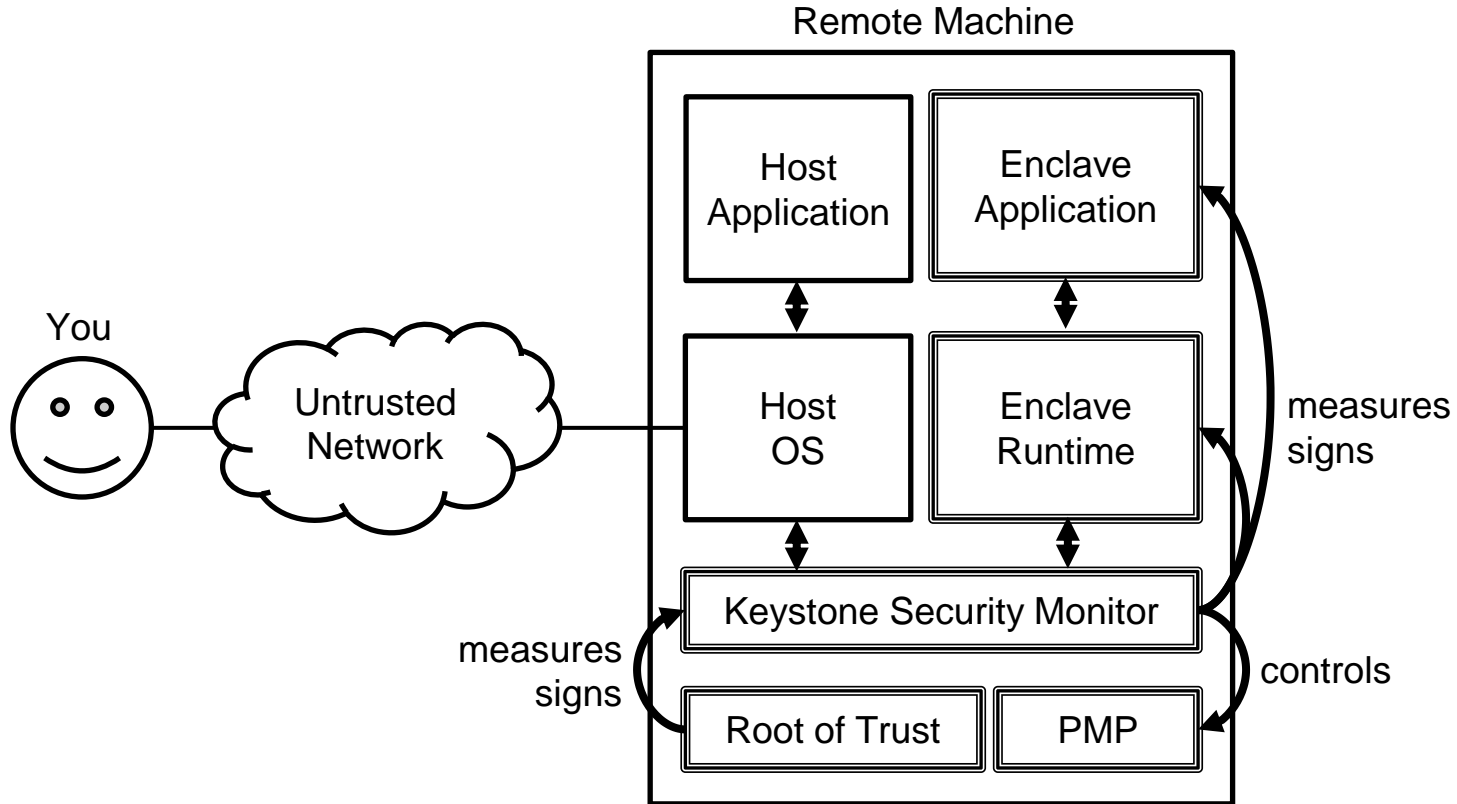 Remote Machine
Host
Application
Enclave
Application
You
Untrusted
Network
Host
OS
Enclave
Runtime
measures
signs
Keystone Security Monitor
measures
signs
controls
Root of Trust
PMP